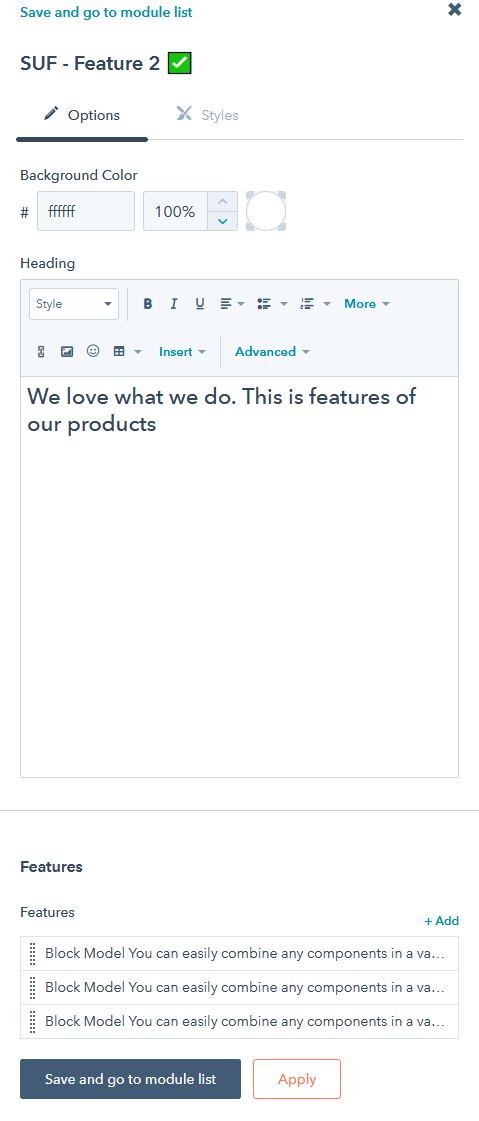 Save and go to module list
SUF - Feature 2
Options Styles
Background Color
# ffffff 100%
Heading
Style B I U More
Insert Advanced
We love what we do. This is features of
our products
Features
Features
+ Add
Block Model You can easily combine any components in a va...
Block Model You can easily combine any components in a va...
Block Model You can easily combine any components in a va...
Save and go to module list Apply